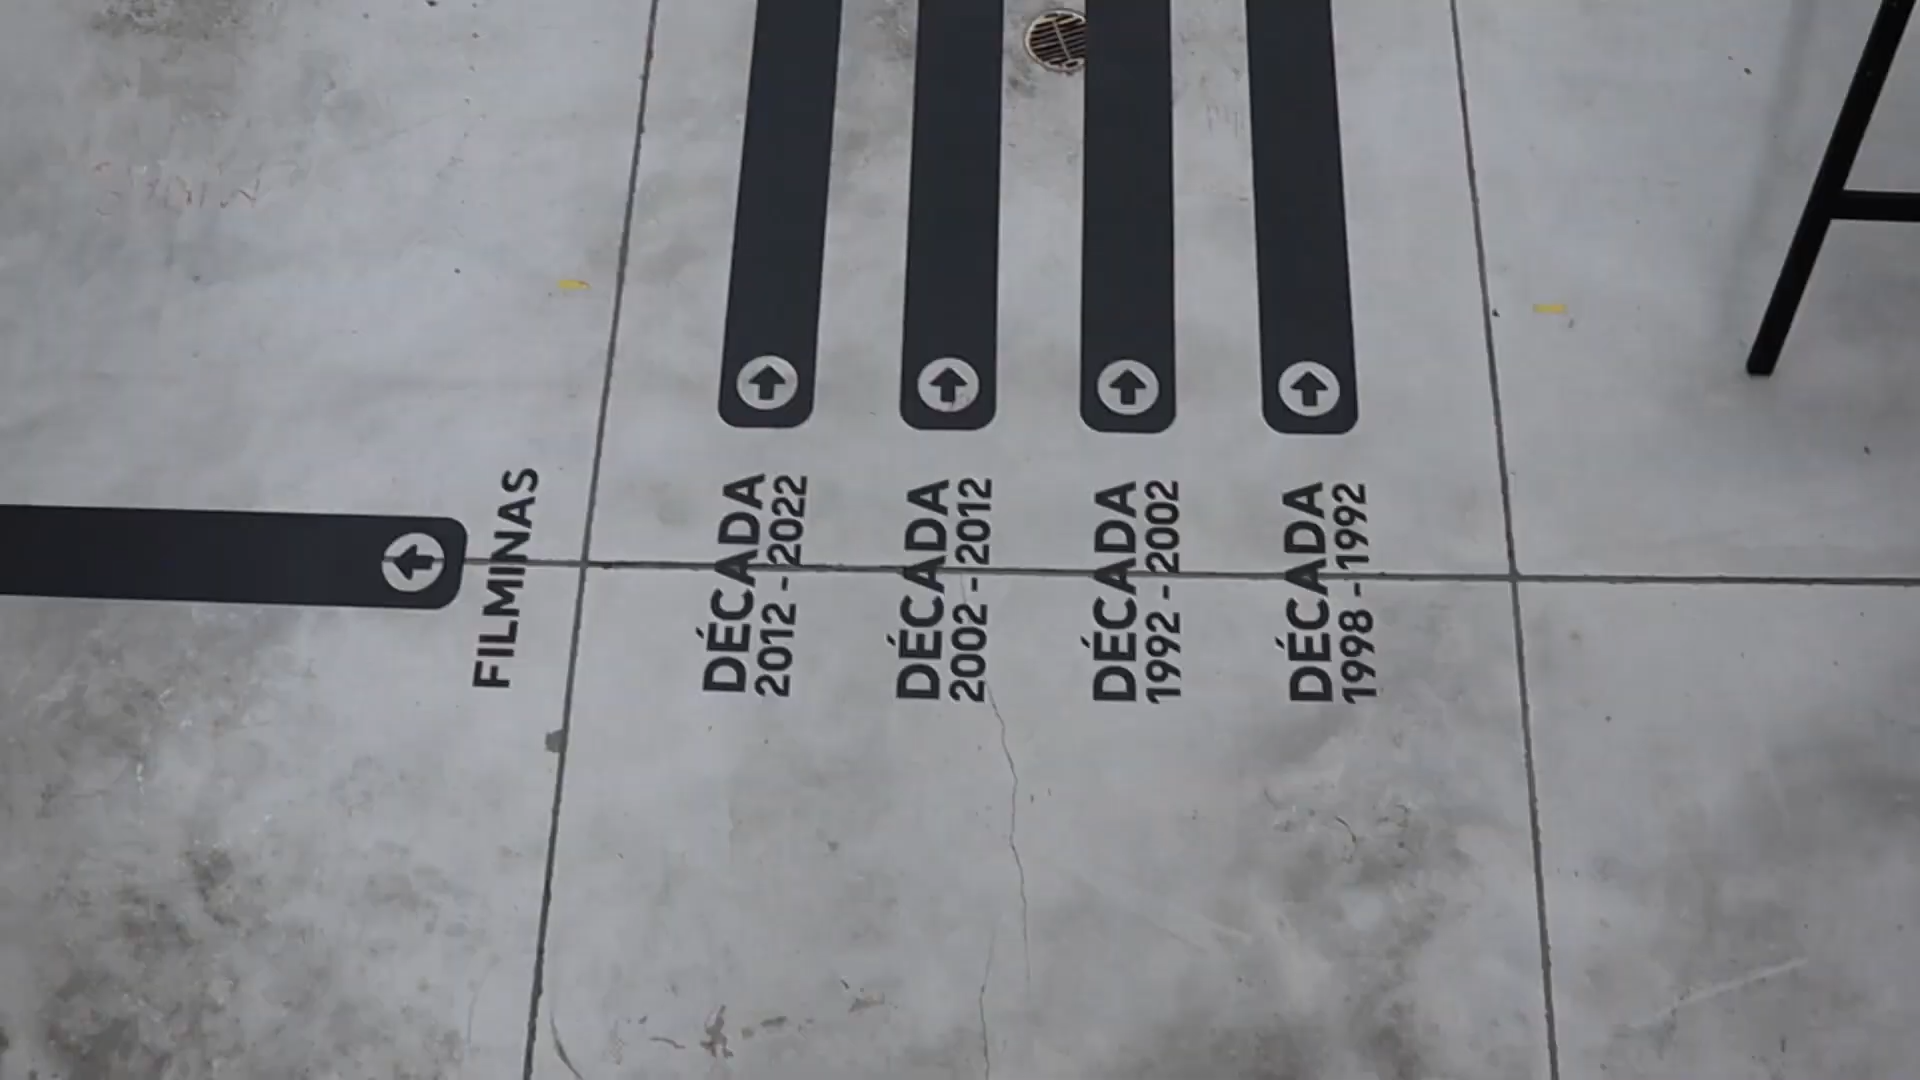 FILMINAS
DÉCADA
2012 - 2022
DÉCADA
2002 - 2012
DÉCADA
1992 - 2002
DÉCADA
1998 - 1992